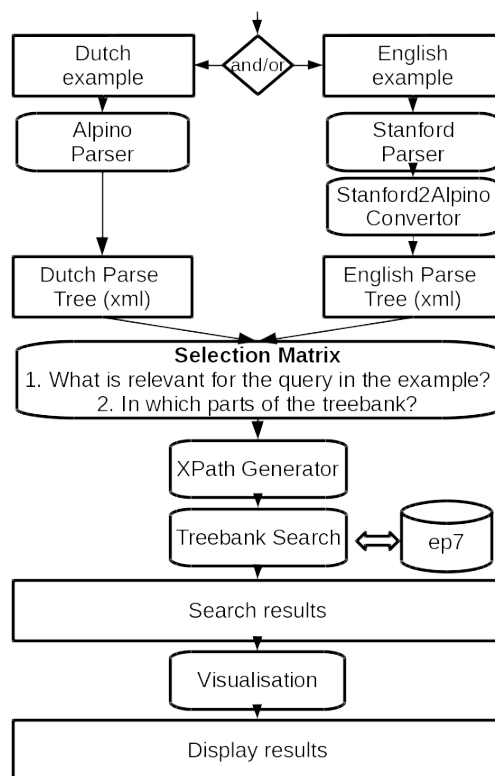 Dutch
example
and/or
English
example
Alpino
Parser
Stanford
Parser
Stanford2Alpino
Convertor
Dutch Parse
Tree (xml)
English Parse
Tree (xml)
Selection Matrix
1. What is relevant for the query in the example?
2. In which parts of the treebank?
XPath Generator
Treebank Search
ep7
Search results
Visualisation
Display results